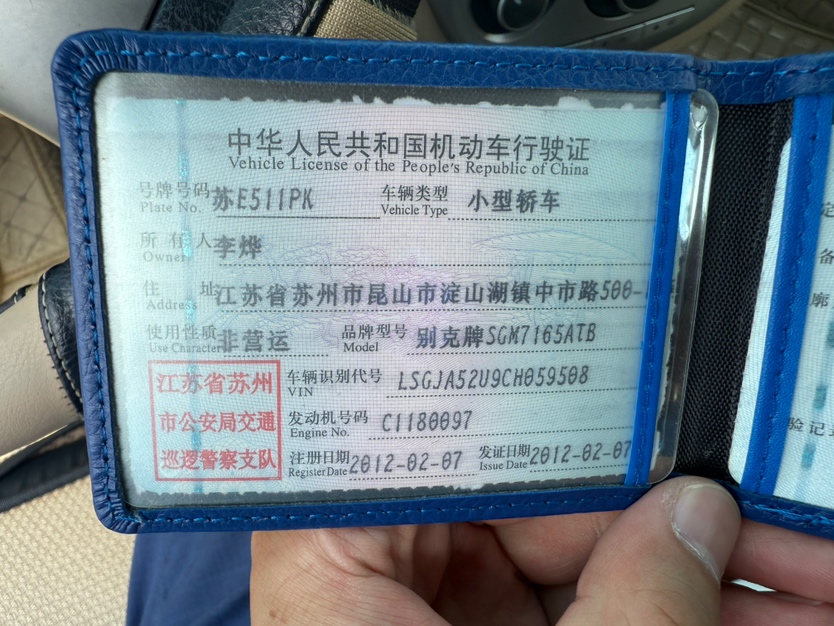 中华人民共和国机动车行驶证
Vehicle License of the People's Republic of China
号牌号码 苏E511PK 车辆类型 小型轿车
Plate No. Vehicle Type
所有人 李烨
Owner
住址 江苏省苏州市昆山市淀山湖镇中市路500-
Address
使用性质 非营运 品牌型号 别克牌SGM7165ATB
Use Character Model
江苏省苏州 车辆识别代号 LSGJA52U9CH059508
VIN
市公安局交通 发动机号码 C1180097
Engine No.
巡逻警察支队 注册日期 2012-02-07 发证日期 2012-02-07
Register Date Issue Date
验记